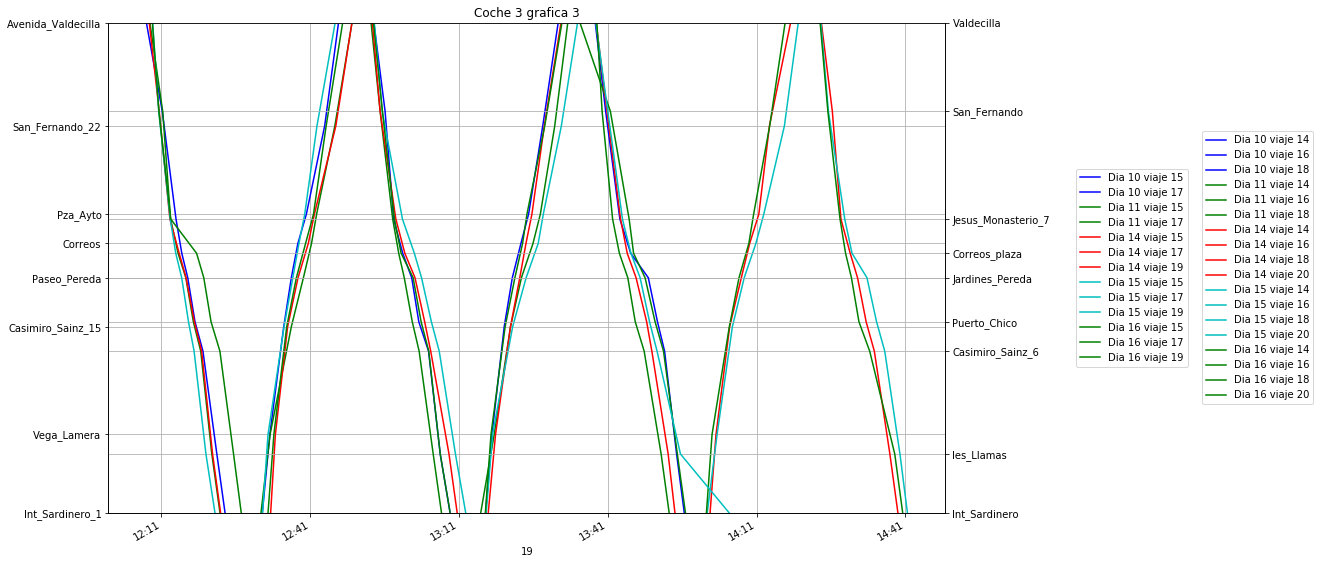 Coche 3 grafica 3
Avenida_Valdecilla
San_Fernando_22
Pza_Ayto
Correos
Paseo_Pereda
Casimiro_Sainz_15
Vega_Lamera
Int_Sardinero_1
Valdecilla
San_Fernando
Jesus_Monasterio_7
Correos_plaza
Jardines_Pereda
Puerto_Chico
Casimiro_Sainz_6
Ies_Llamas
Int_Sardinero
12:11
12:41
13:11
13:41
14:11
14:41
19
Dia 10 viaje 15
Dia 10 viaje 17
Dia 11 viaje 15
Dia 11 viaje 17
Dia 14 viaje 15
Dia 14 viaje 17
Dia 14 viaje 19
Dia 15 viaje 15
Dia 15 viaje 17
Dia 15 viaje 19
Dia 16 viaje 15
Dia 16 viaje 17
Dia 16 viaje 19
Dia 10 viaje 14
Dia 10 viaje 16
Dia 10 viaje 18
Dia 11 viaje 14
Dia 11 viaje 16
Dia 11 viaje 18
Dia 14 viaje 14
Dia 14 viaje 16
Dia 14 viaje 18
Dia 14 viaje 20
Dia 15 viaje 14
Dia 15 viaje 16
Dia 15 viaje 18
Dia 15 viaje 20
Dia 16 viaje 14
Dia 16 viaje 16
Dia 16 viaje 18
Dia 16 viaje 20